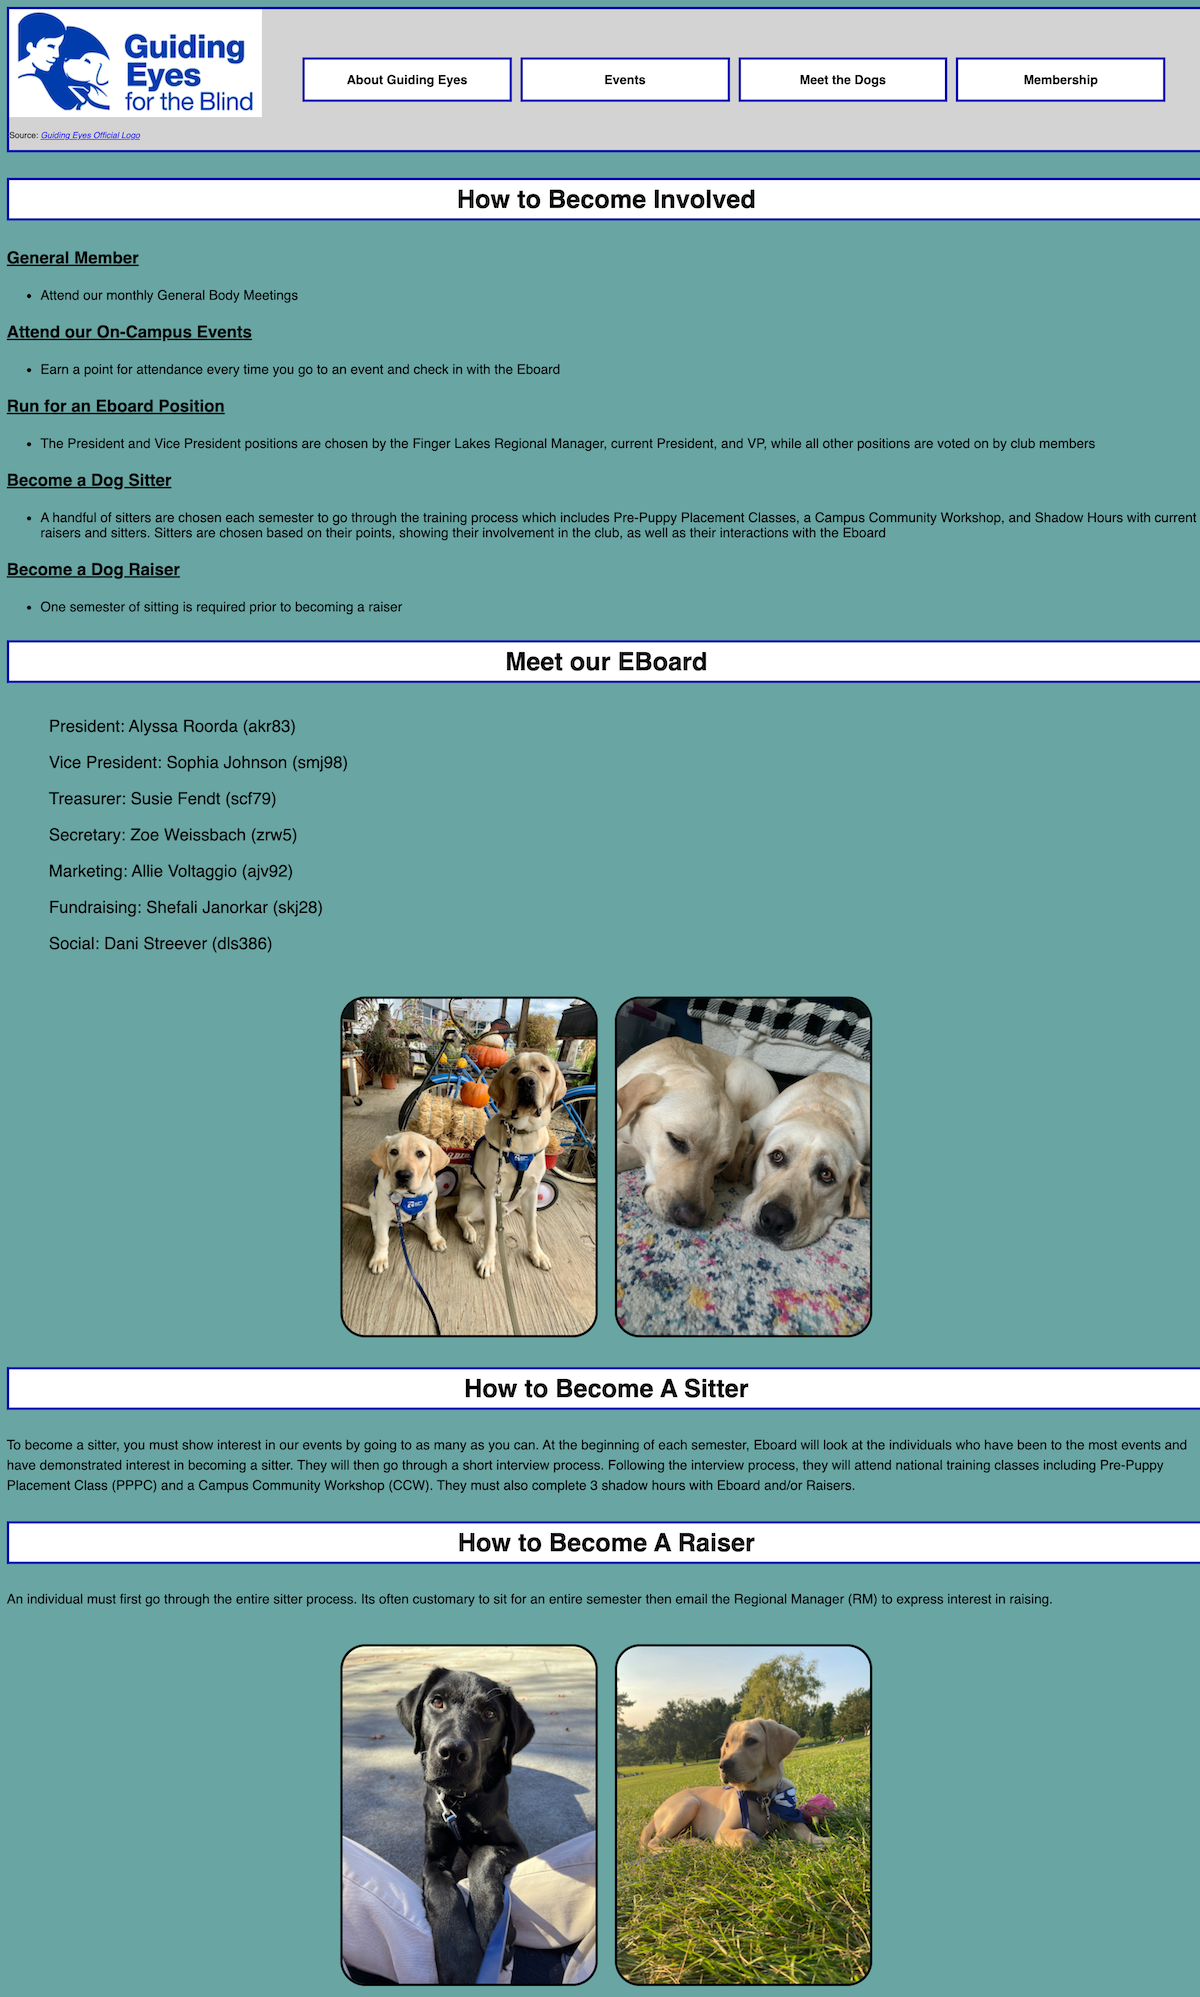 Guiding
Eyes
for the Blind
About Guiding Eyes
Events
Meet the Dogs
Membership
Source: Guiding Eyes Official Logo
How to Become Involved
General Member
• Attend our monthly General Body Meetings
Attend our On-Campus Events
• Earn a point for attendance every time you go to an event and check in with the Eboard
Run for an Eboard Position
• The President and Vice President positions are chosen by the Finger Lakes Regional Manager, current President, and VP, while all other positions are voted on by club members
Become a Dog Sitter
• A handful of sitters are chosen each semester to go through the training process which includes Pre-Puppy Placement Classes, a Campus Community Workshop, and Shadow Hours with current
raisers and sitters. Sitters are chosen based on their points, showing their involvement in the club, as well as their interactions with the Eboard
Become a Dog Raiser
• One semester of sitting is required prior to becoming a raiser
Meet our EBoard
President: Alyssa Roorda (akr83)
Vice President: Sophia Johnson (smj98)
Treasurer: Susie Fendt (scf79)
Secretary: Zoe Weissbach (zrw5)
Marketing: Allie Voltaggio (ajv92)
Fundraising: Shefali Janorkar (skj28)
Social: Dani Streever (dls386)
How to Become A Sitter
To become a sitter, you must show interest in our events by going to as many as you can. At the beginning of each semester, Eboard will look at the individuals who have been to the most events and
have demonstrated interest in becoming a sitter. They will then go through a short interview process. Following the interview process, they will attend national training classes including Pre-Puppy
Placement Class (PPPC) and a Campus Community Workshop (CCW). They must also complete 3 shadow hours with Eboard and/or Raisers.
How to Become A Raiser
An individual must first go through the entire sitter process. Its often customary to sit for an entire semester then email the Regional Manager (RM) to express interest in raising.